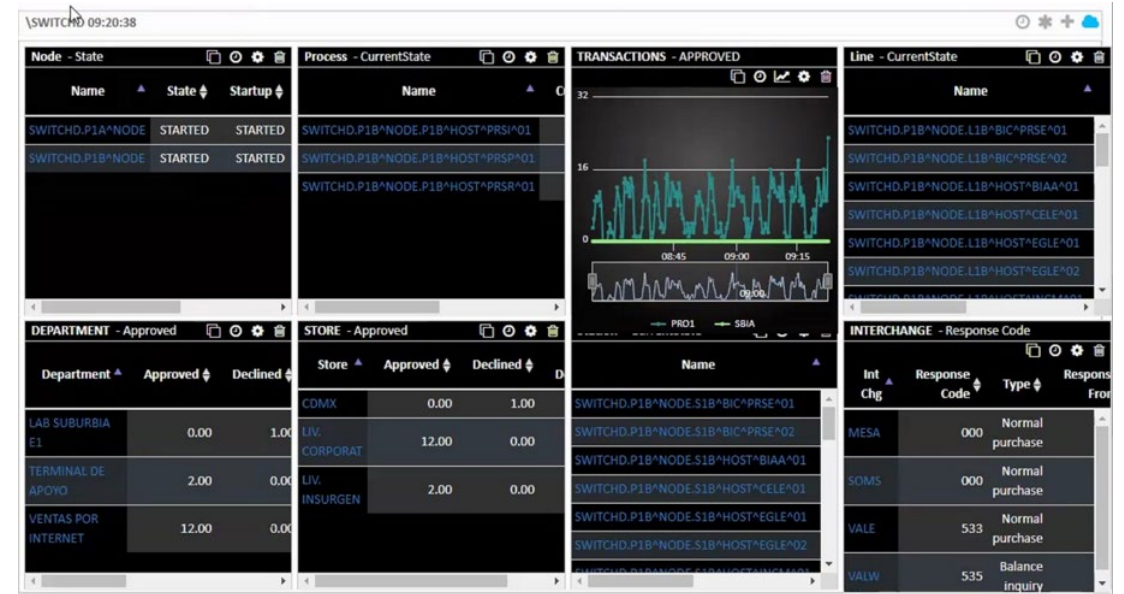 \SWITCHD 09:20:38
Node - State
Name State Startup
SWITCHD.P1A^NODE STARTED STARTED
SWITCHD.P1B^NODE STARTED STARTED
Process - CurrentState
Name
SWITCHD.P1B^NODE.P1B^HOST^PRSI^01
SWITCHD.P1B^NODE.P1B^HOST^PRSP^01
SWITCHD.P1B^NODE.P1B^HOST^PRSR^01
TRANSACTIONS - APPROVED
32
16
0
08:45 09:00 09:15
09:00
PRO1 SBIA
Line - CurrentState
Name
SWITCHD.P1B^NODE.L1B^BIC^PRSE^01
SWITCHD.P1B^NODE.L1B^BIC^PRSE^02
SWITCHD.P1B^NODE.L1B^HOST^BIAA^01
SWITCHD.P1B^NODE.L1B^HOST^CELE^01
SWITCHD.P1B^NODE.L1B^HOST^EGLE^01
SWITCHD.P1B^NODE.L1B^HOST^EGLE^02
DEPARTMENT - Approved
Department Approved Declined
LAB SUBURBIA
E1 0.00 1.00
TERMINAL DE
APOYO 2.00 0.00
VENTAS POR
INTERNET 12.00 0.00
STORE - Approved
Store Approved Declined
CDMX 0.00 1.00
LIV.
CORPORAT 12.00 0.00
LIV.
INSURGEN 2.00 0.00
Name
SWITCHD.P1B^NODE.S1B^BIC^PRSE^01
SWITCHD.P1B^NODE.S1B^BIC^PRSE^02
SWITCHD.P1B^NODE.S1B^HOST^BIAA^01
SWITCHD.P1B^NODE.S1B^HOST^CELE^01
SWITCHD.P1B^NODE.S1B^HOST^EGLE^01
SWITCHD.P1B^NODE.S1B^HOST^EGLE^02
INTERCHANGE - Response Code
Int Response Type Respons
Chg Code From
MESA 000 Normal
purchase
SOMS 000 Normal
purchase
VALE 533 Normal
purchase
VALW 535 Balance
inquiry